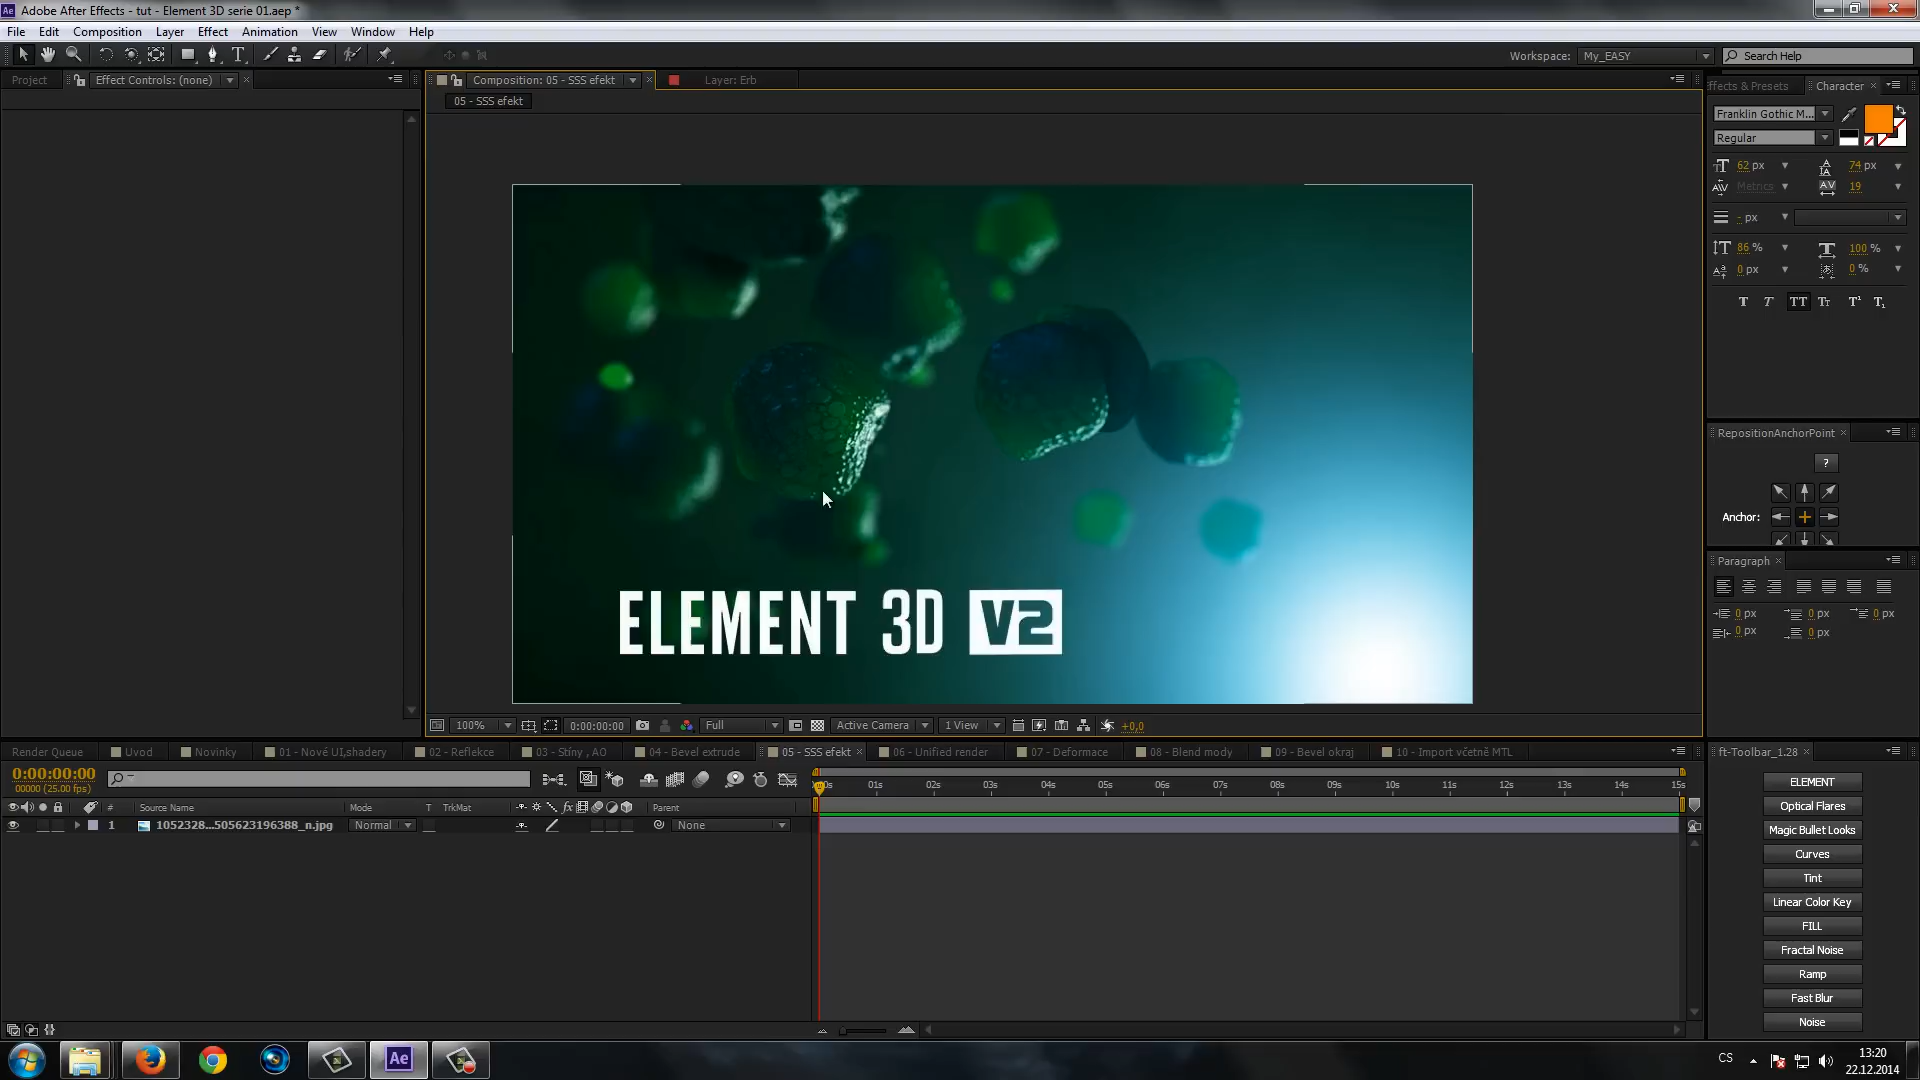 Adobe After Effects - tut - Element 3D serie 01.aep *
File Edit Composition Layer Effect Animation View Window Help
Workspace: My_EASY Search Help
Project Effect Controls: (none) Composition: 05 - SSS efekt Layer: Erb
05 - SSS efekt
ffects & Presets Character
Franklin Gothic M...
Regular
62 px 74 px
Metrics 19
- px
86 % 100 %
0 px 0 %
T T TT Tt T¹ T₁
RepositionAnchorPoint
?
Anchor:
Paragraph
0 px 0 px 0 px
0 px 0 px
ELEMENT 3D V2
100% 0:00:00:00 Full Active Camera 1 View +0,0
Render Queue Uvod Novinky 01 - Nové UI,shadery 02 - Reflekce 03 - Stíny , AO 04 - Bevel extrude 05 - SSS efekt 06 - Unified render 07 - Deformace 08 - Blend mody 09 - Bevel okraj 10 - Import včetně MTL
0:00:00:00
00000 (25.00 fps)
01s 02s 03s 04s 05s 06s 07s 08s 09s 10s 11s 12s 13s 14s 15s
# Source Name Mode T TrkMat Parent
1 1052328...505623196388_n.jpg Normal None
ft-Toolbar_1.28
ELEMENT
Optical Flares
Magic Bullet Looks
Curves
Tint
Linear Color Key
FILL
Fractal Noise
Ramp
Fast Blur
Noise
Ae
CS
13:20
22.12.2014